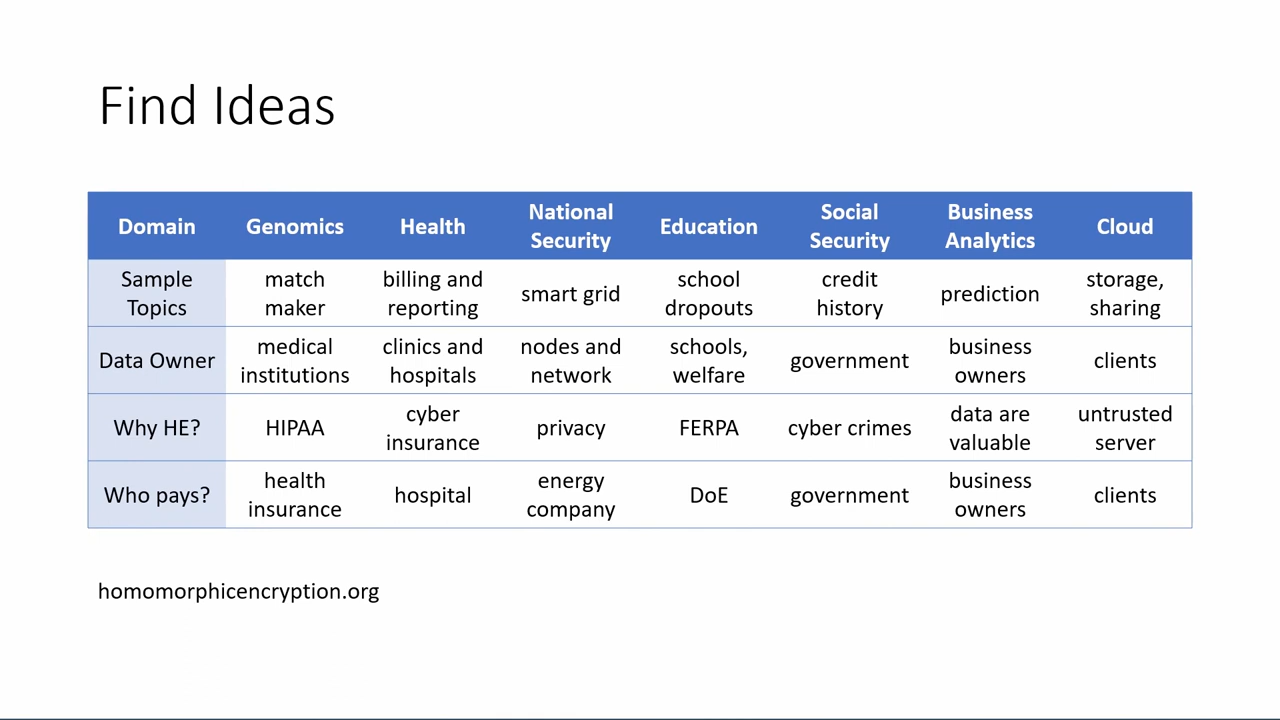 Find Ideas
Domain Genomics Health National Security Education Social Security Business Analytics Cloud
Sample Topics match maker billing and reporting smart grid school dropouts credit history prediction storage, sharing
Data Owner medical institutions clinics and hospitals nodes and network schools, welfare government business owners clients
Why HE? HIPAA cyber insurance privacy FERPA cyber crimes data are valuable untrusted server
Who pays? health insurance hospital energy company DoE government business owners clients
homomorphicencryption.org